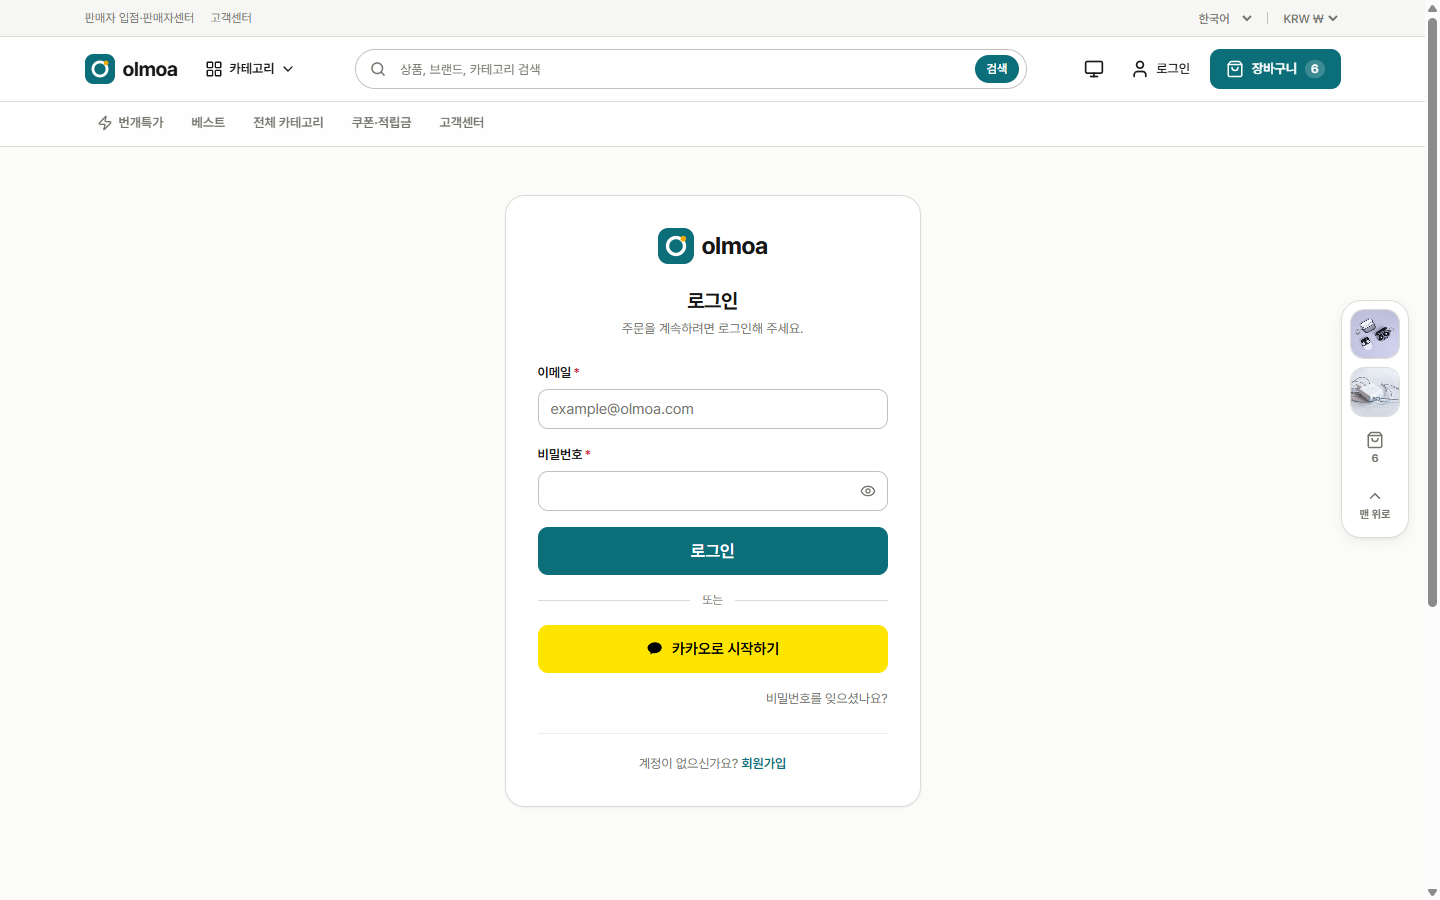 판매자 입점·판매자센터 고객센터 한국어 KRW ₩
olmoa 카테고리 상품, 브랜드, 카테고리 검색 검색 로그인 장바구니 6
번개특가 베스트 전체 카테고리 쿠폰·적립금 고객센터
olmoa
로그인
주문을 계속하려면 로그인해 주세요.
이메일 *
example@olmoa.com
비밀번호 *
로그인
또는
카카오로 시작하기
비밀번호를 잊으셨나요?
계정이 없으신가요? 회원가입
6
맨 위로